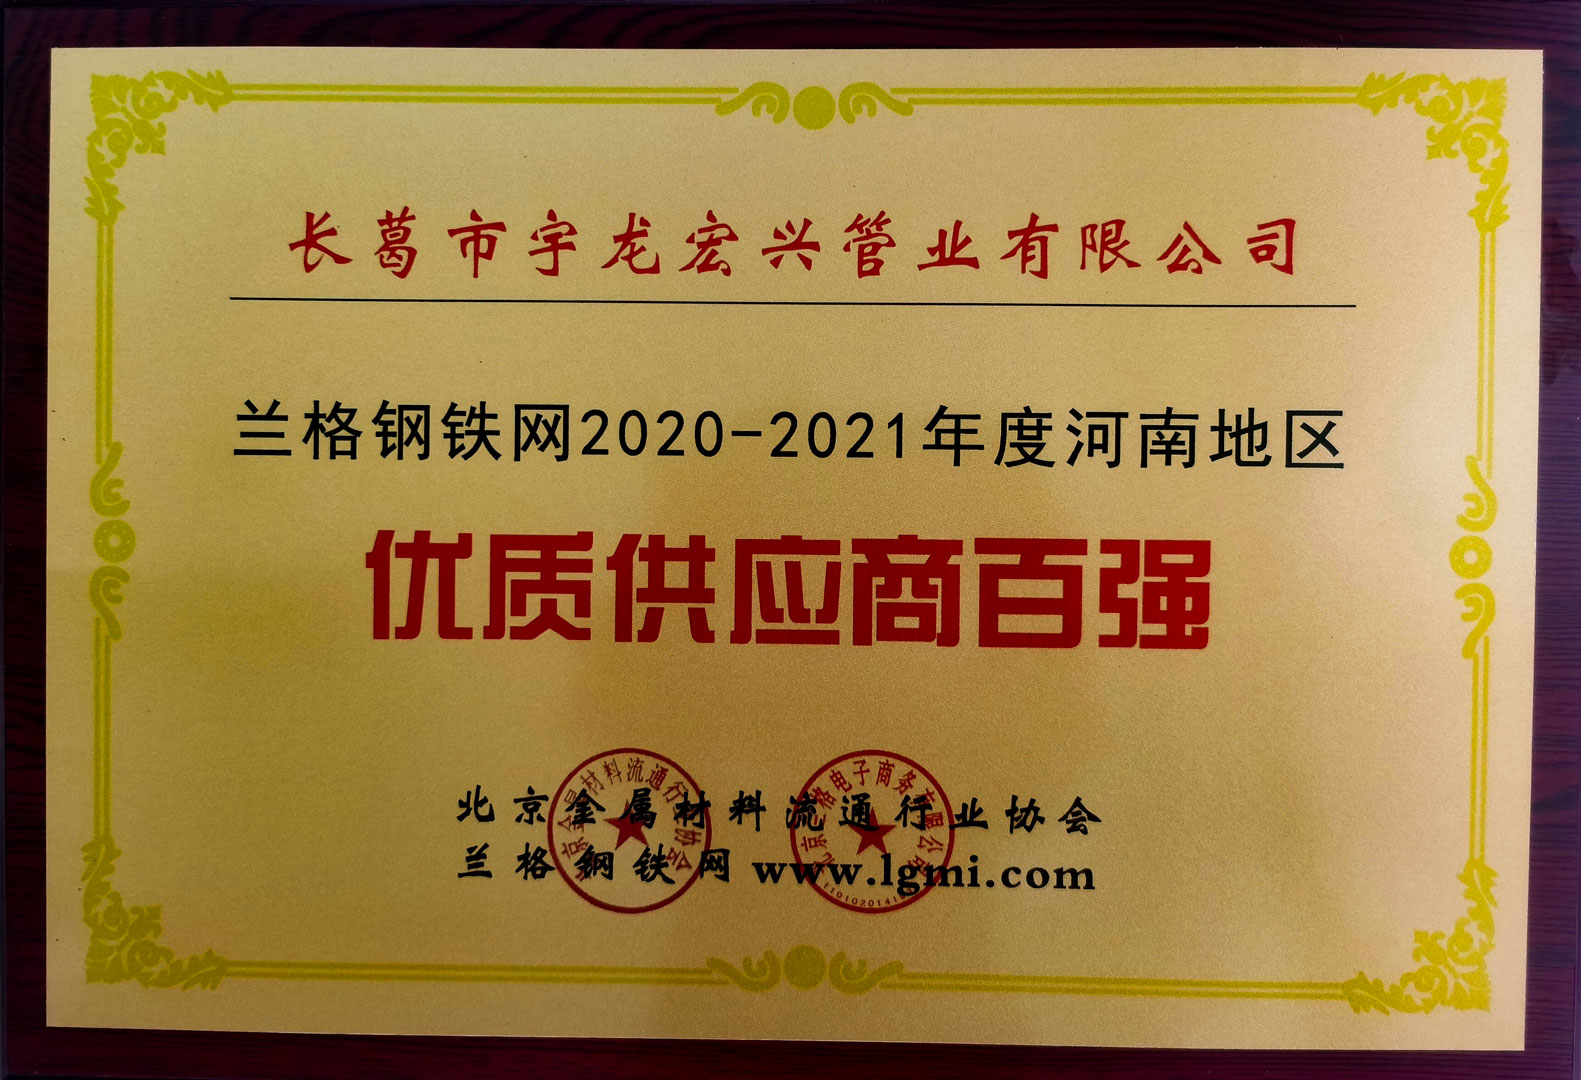 长葛市宇龙宏兴管业有限公司
兰格钢铁网2020-2021年度河南地区
优质供应商百强
北京金属材料流通行业协会
兰格钢铁网www.lgmi.com